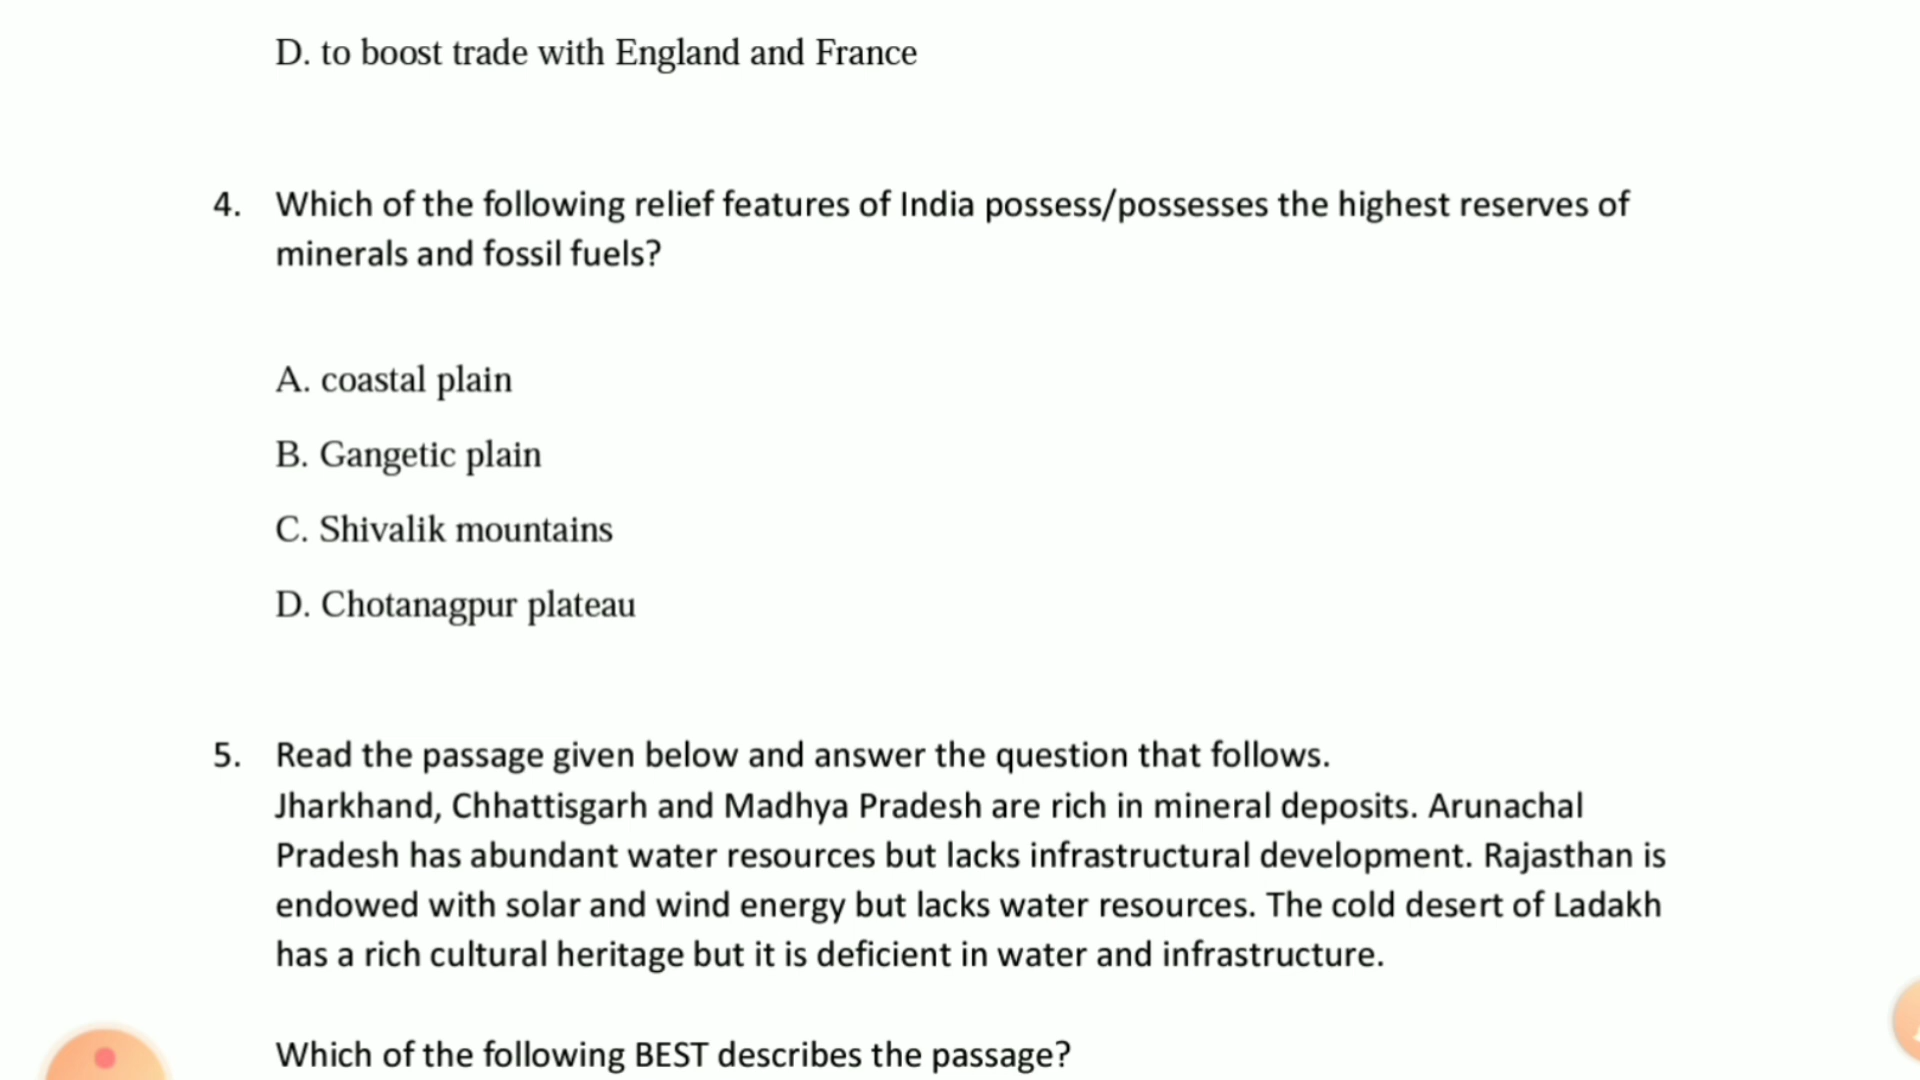 D. to boost trade with England and France
4. Which of the following relief features of India possess/possesses the highest reserves of
minerals and fossil fuels?
A. coastal plain
B. Gangetic plain
C. Shivalik mountains
D. Chotanagpur plateau
5. Read the passage given below and answer the question that follows.
Jharkhand, Chhattisgarh and Madhya Pradesh are rich in mineral deposits. Arunachal
Pradesh has abundant water resources but lacks infrastructural development. Rajasthan is
endowed with solar and wind energy but lacks water resources. The cold desert of Ladakh
has a rich cultural heritage but it is deficient in water and infrastructure.
Which of the following BEST describes the passage?